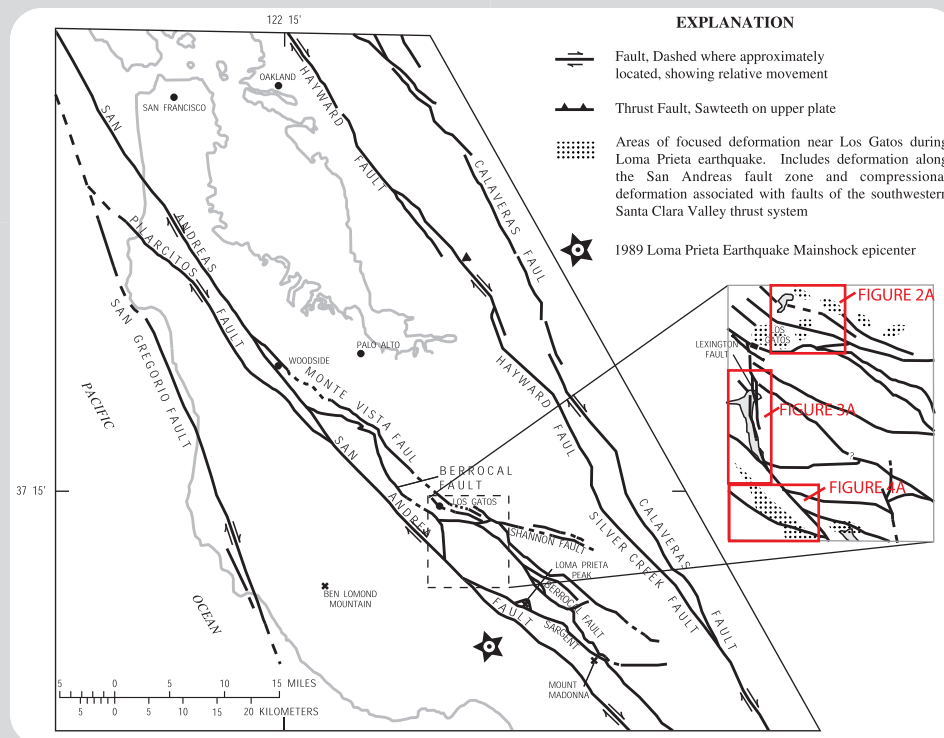 122 15'
EXPLANATION
Fault, Dashed where approximately
located, showing relative movement
Thrust Fault, Sawteeth on upper plate
Areas of focused deformation near Los Gatos during
Loma Prieta earthquake. Includes deformation along
the San Andreas fault zone and compressional
deformation associated with faults of the southwestern
Santa Clara Valley thrust system
1989 Loma Prieta Earthquake Mainshock epicenter
OAKLAND
SAN FRANCISCO
HAYWARD
FAULT
CALAVERAS FAUL
SAN
ANDREAS
FAULT
PILARCITOS
SAN GREGORIO FAULT
PACIFIC
OCEAN
WOODSIDE
PALO ALTO
MONTE VISTA FAUL
HAYWARD
FAUL
SAN
ANDREA
FAULT
BERROCAL
FAULT
LOS GATOS
SHANNON FAULT
LOMA PRIETA
PEAK
BERROCAL FAULT
SARGENT
SILVER CREEK FAULT
CALAVERAS
FAULT
37 15'
BEN LOMOND
MOUNTAIN
MOUNT
MADONNA
FIGURE 2A
LOS
GATOS
LEXINGTON
FAULT
FIGURE 3A
?
FIGURE 4A
5 0 5 10 15 MILES
5 0 5 10 15 20 KILOMETERS